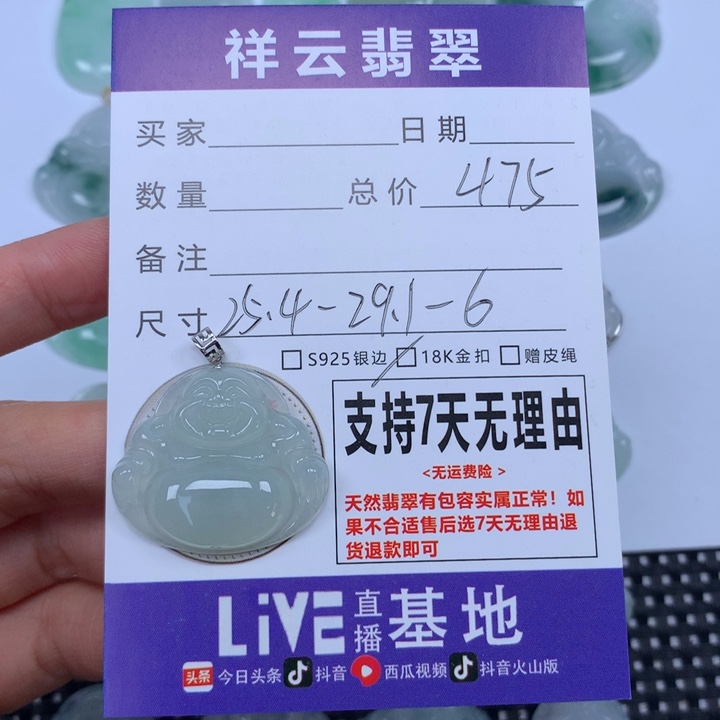 祥云翡翠
买家 日期
数量 总价 475
备注
尺寸 25.4-29.1-6
S925银边 18K金扣 赠皮绳
支持7天无理由
<无运费险>
天然翡翠有包容实属正常！如
果不合适售后选7天无理由退
货退款即可
LiVE直播基地
头条 今日头条 抖音 西瓜视频 抖音火山版